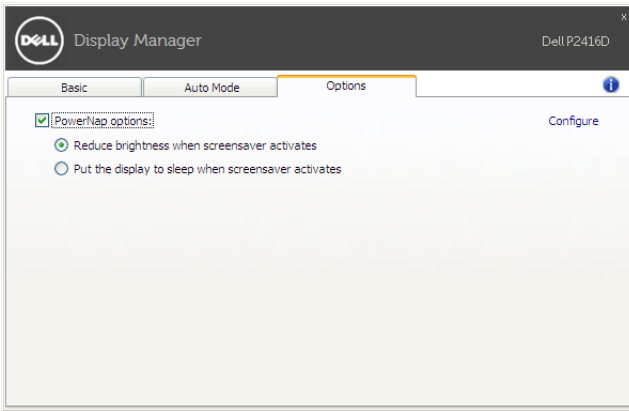 DELL Display Manager
x
Dell P2416D
Basic Auto Mode Options
PowerNap options: Configure
Reduce brightness when screensaver activates
Put the display to sleep when screensaver activates